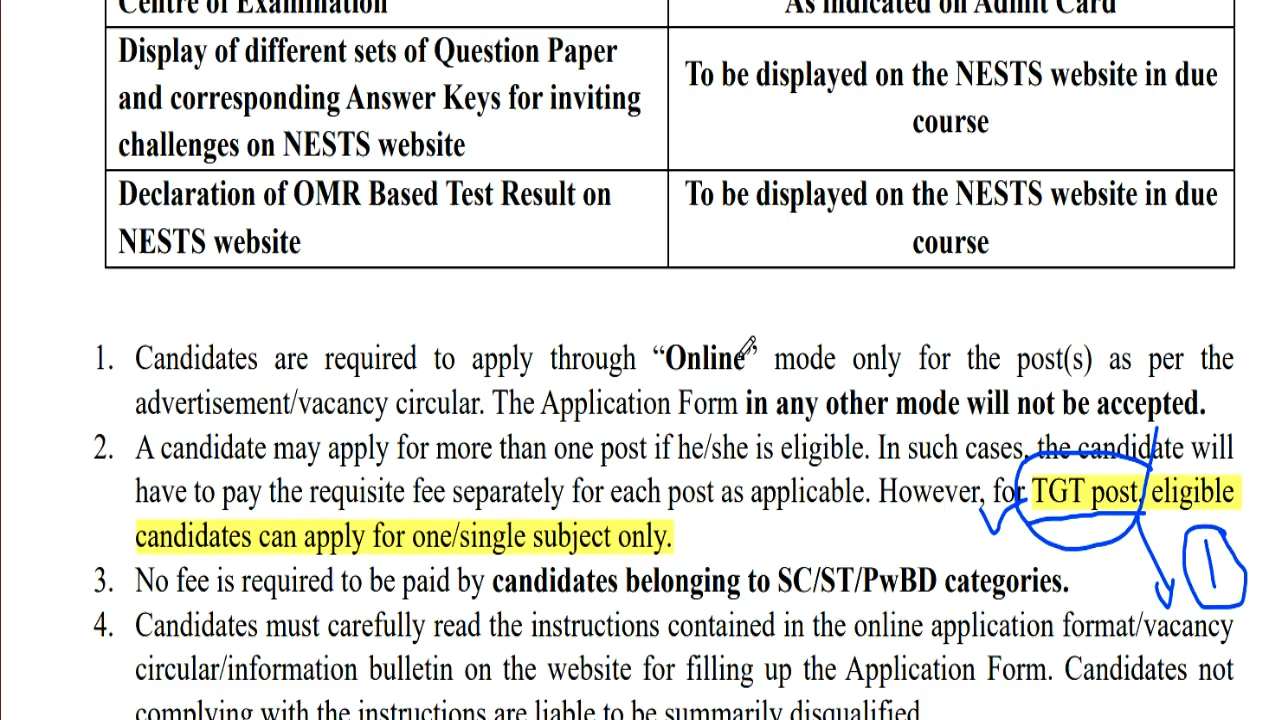 Centre of Examination
As indicated on Admit Card
Display of different sets of Question Paper
and corresponding Answer Keys for inviting
challenges on NESTS website
To be displayed on the NESTS website in due
course
Declaration of OMR Based Test Result on
NESTS website
To be displayed on the NESTS website in due
course
1. Candidates are required to apply through “Online” mode only for the post(s) as per the
advertisement/vacancy circular. The Application Form in any other mode will not be accepted.
2. A candidate may apply for more than one post if he/she is eligible. In such cases, the candidate will
have to pay the requisite fee separately for each post as applicable. However, for TGT post, eligible
candidates can apply for one/single subject only.
1
3. No fee is required to be paid by candidates belonging to SC/ST/PwBD categories.
4. Candidates must carefully read the instructions contained in the online application format/vacancy
circular/information bulletin on the website for filling up the Application Form. Candidates not
complying with the instructions are liable to be summarily disqualified